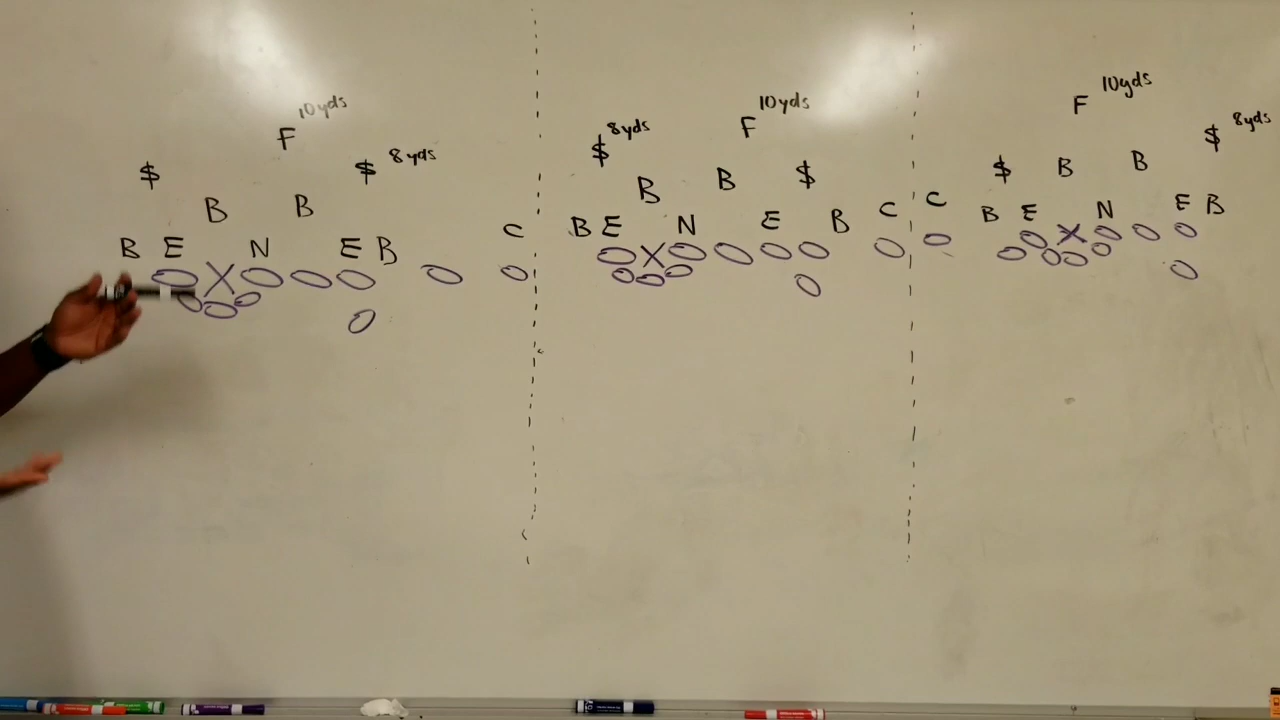 10yds
F
$ $ 8yds
B B
B E N E B C
X
$ 8yds 10yds
F
B B $
B E N E B C
X
10yds
F
$ 8yds
$ B B
C B E N E B
X